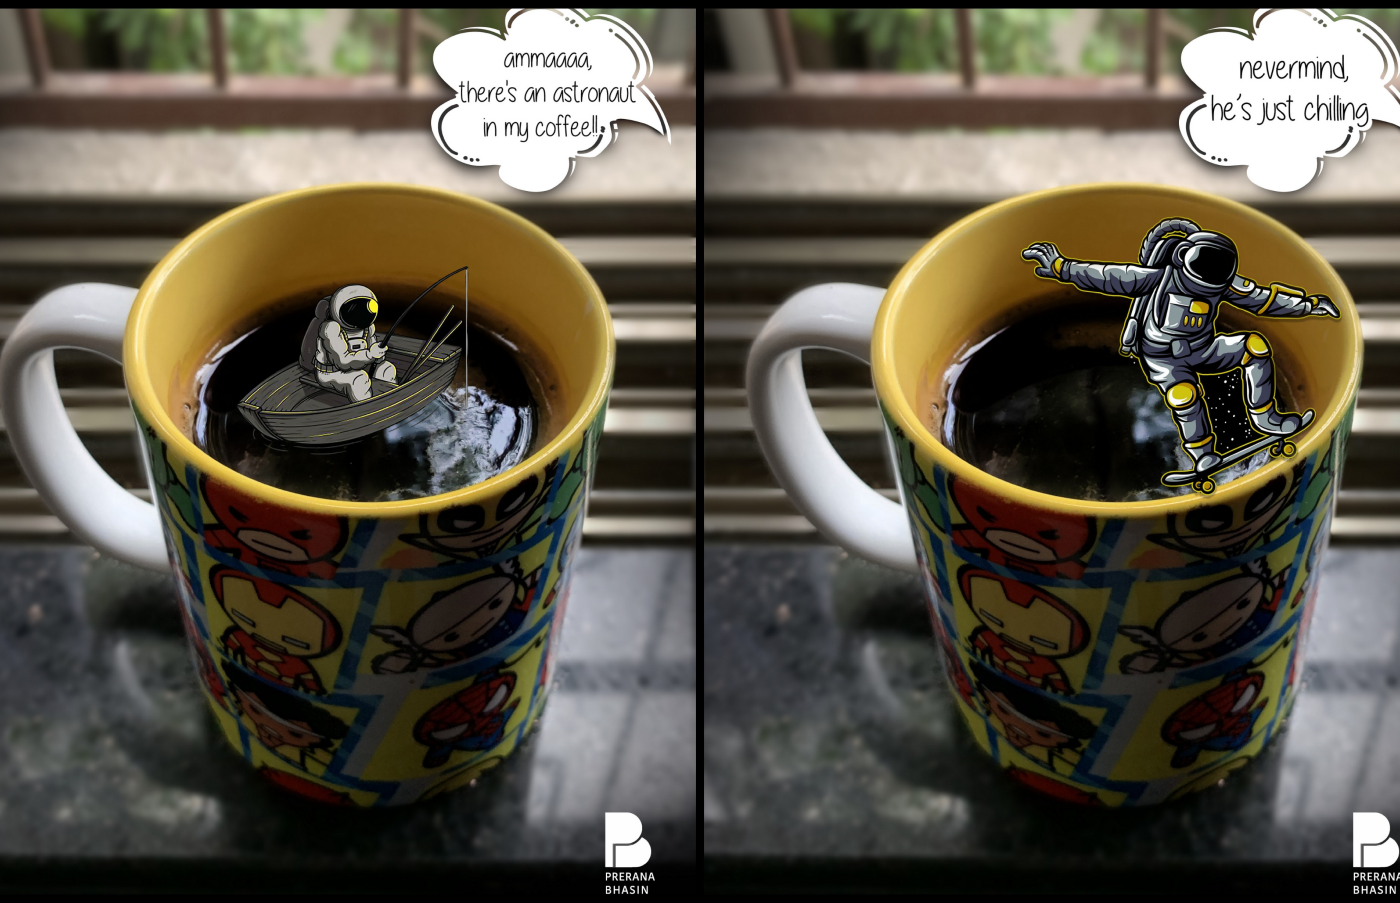 ammaaaa,
there's an astronaut
in my coffee!!
nevermind,
he's just chilling
PRERANA
BHASIN
PRERANA
BHASIN